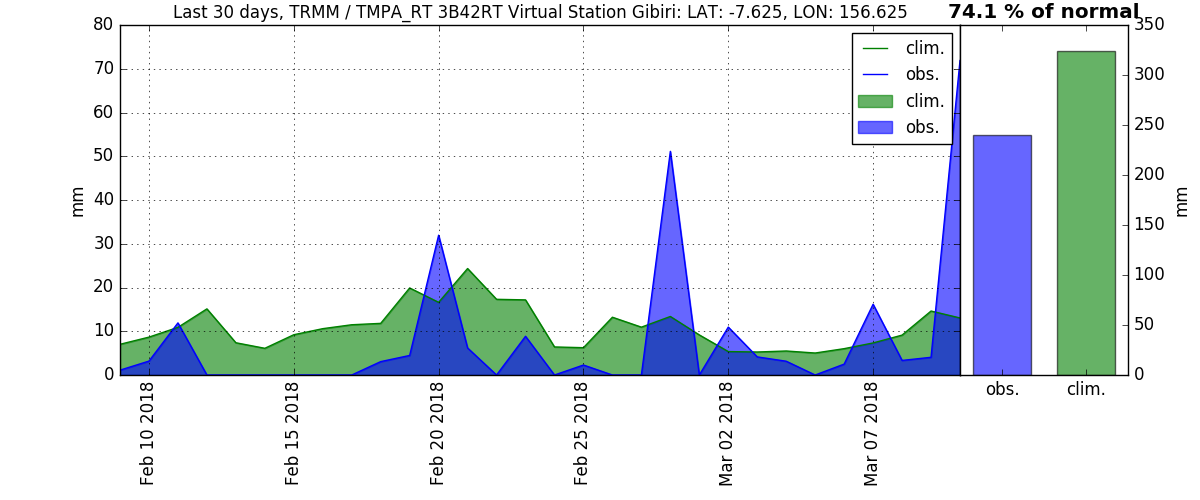 Last 30 days, TRMM / TMPA_RT 3B42RT Virtual Station Gibiri: LAT: -7.625, LON: 156.625
74.1 % of normal
80
70
60
50
40
30
20
10
0
mm
clim.
obs.
clim.
obs.
350
300
250
200
150
100
50
0
mm
Feb 10 2018
Feb 15 2018
Feb 20 2018
Feb 25 2018
Mar 02 2018
Mar 07 2018
obs.
clim.